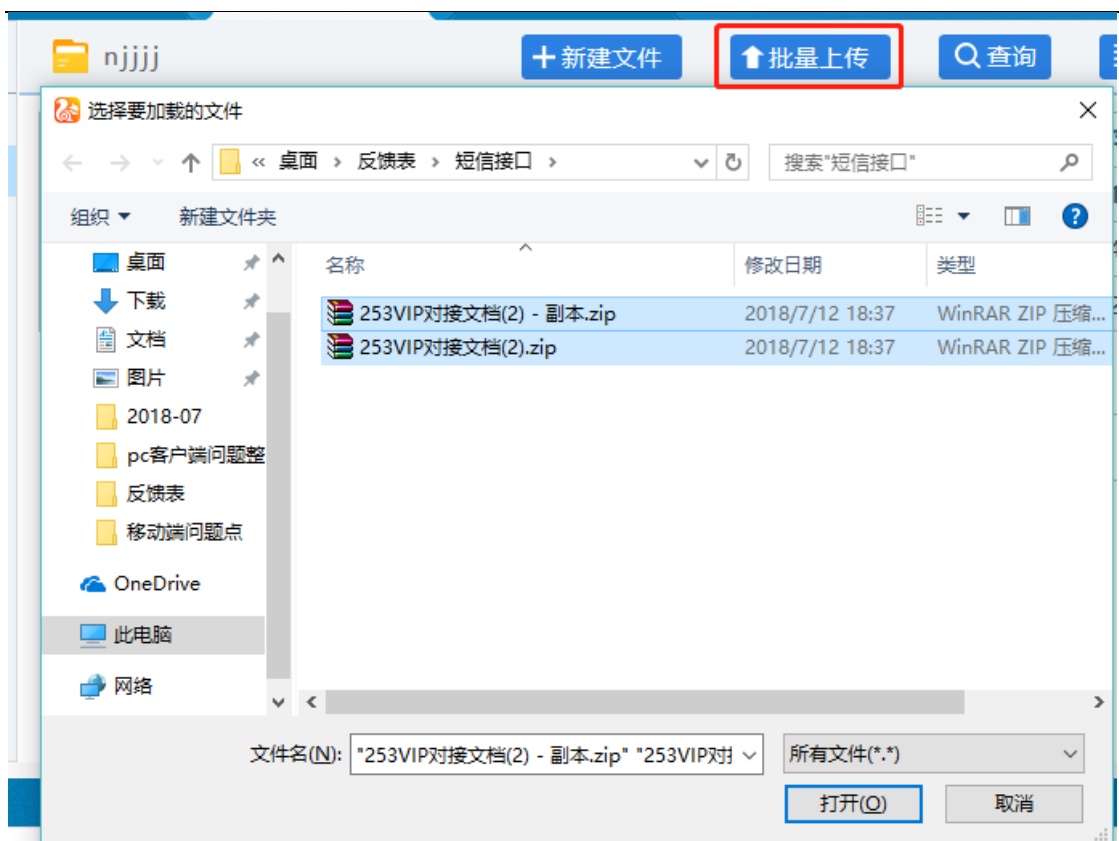 njjjj 新建文件 批量上传 查询
选择要加载的文件
« 桌面 › 反馈表 › 短信接口 › 搜索"短信接口"
组织 新建文件夹
名称 修改日期 类型
桌面
下载
文档
图片
2018-07
pc客户端问题整
反馈表
移动端问题点
OneDrive
此电脑
网络
253VIP对接文档(2) - 副本.zip 2018/7/12 18:37 WinRAR ZIP 压缩...
253VIP对接文档(2).zip 2018/7/12 18:37 WinRAR ZIP 压缩...
文件名(N): "253VIP对接文档(2) - 副本.zip" "253VIP对 所有文件(*.*)
打开(O) 取消